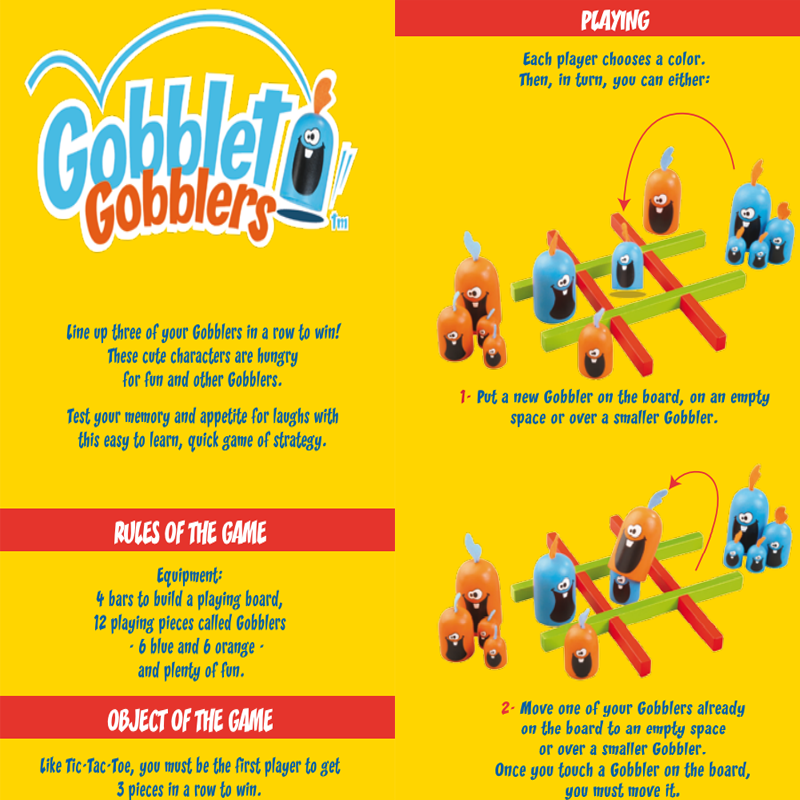 Gobblet
Gobblers
tm
Line up three of your Gobblers in a row to win!
These cute characters are hungry
for fun and other Gobblers.
Test your memory and appetite for laughs with
this easy to learn, quick game of strategy.
RULES OF THE GAME
Equipment:
4 bars to build a playing board,
12 playing pieces called Gobblers
- 6 blue and 6 orange -
and plenty of fun.
OBJECT OF THE GAME
Like Tic-Tac-Toe, you must be the first player to get
3 pieces in a row to win.
PLAYING
Each player chooses a color.
Then, in turn, you can either:
1- Put a new Gobbler on the board, on an empty
space or over a smaller Gobbler.
2- Move one of your Gobblers already
on the board to an empty space
or over a smaller Gobbler.
Once you touch a Gobbler on the board,
you must move it.